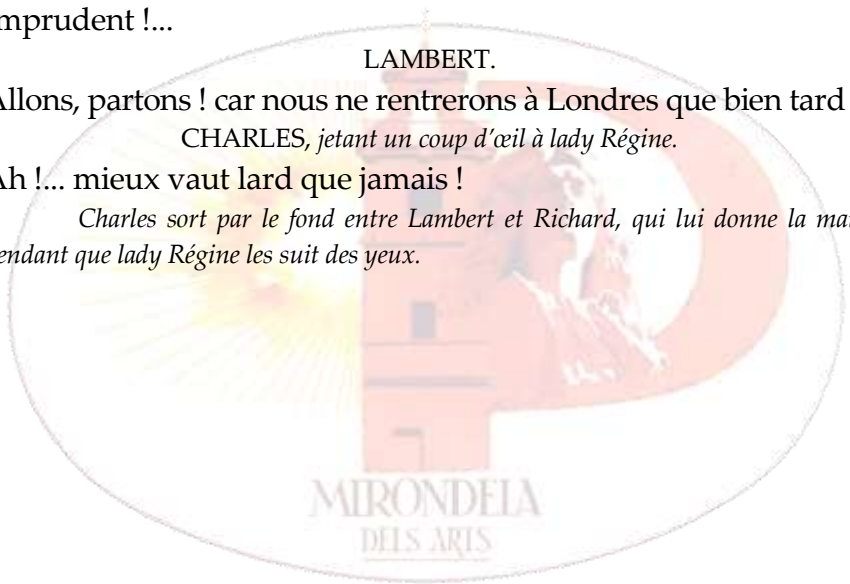 mprudent !...
LAMBERT.
Allons, partons ! car nous ne rentrerons à Londres que bien tard
CHARLES, jetant un coup d'œil à lady Régine.
Ah !... mieux vaut lard que jamais !
Charles sort par le fond entre Lambert et Richard, qui lui donne la mai
endant que lady Régine les suit des yeux.
MIRONDELA
DELS ARTS